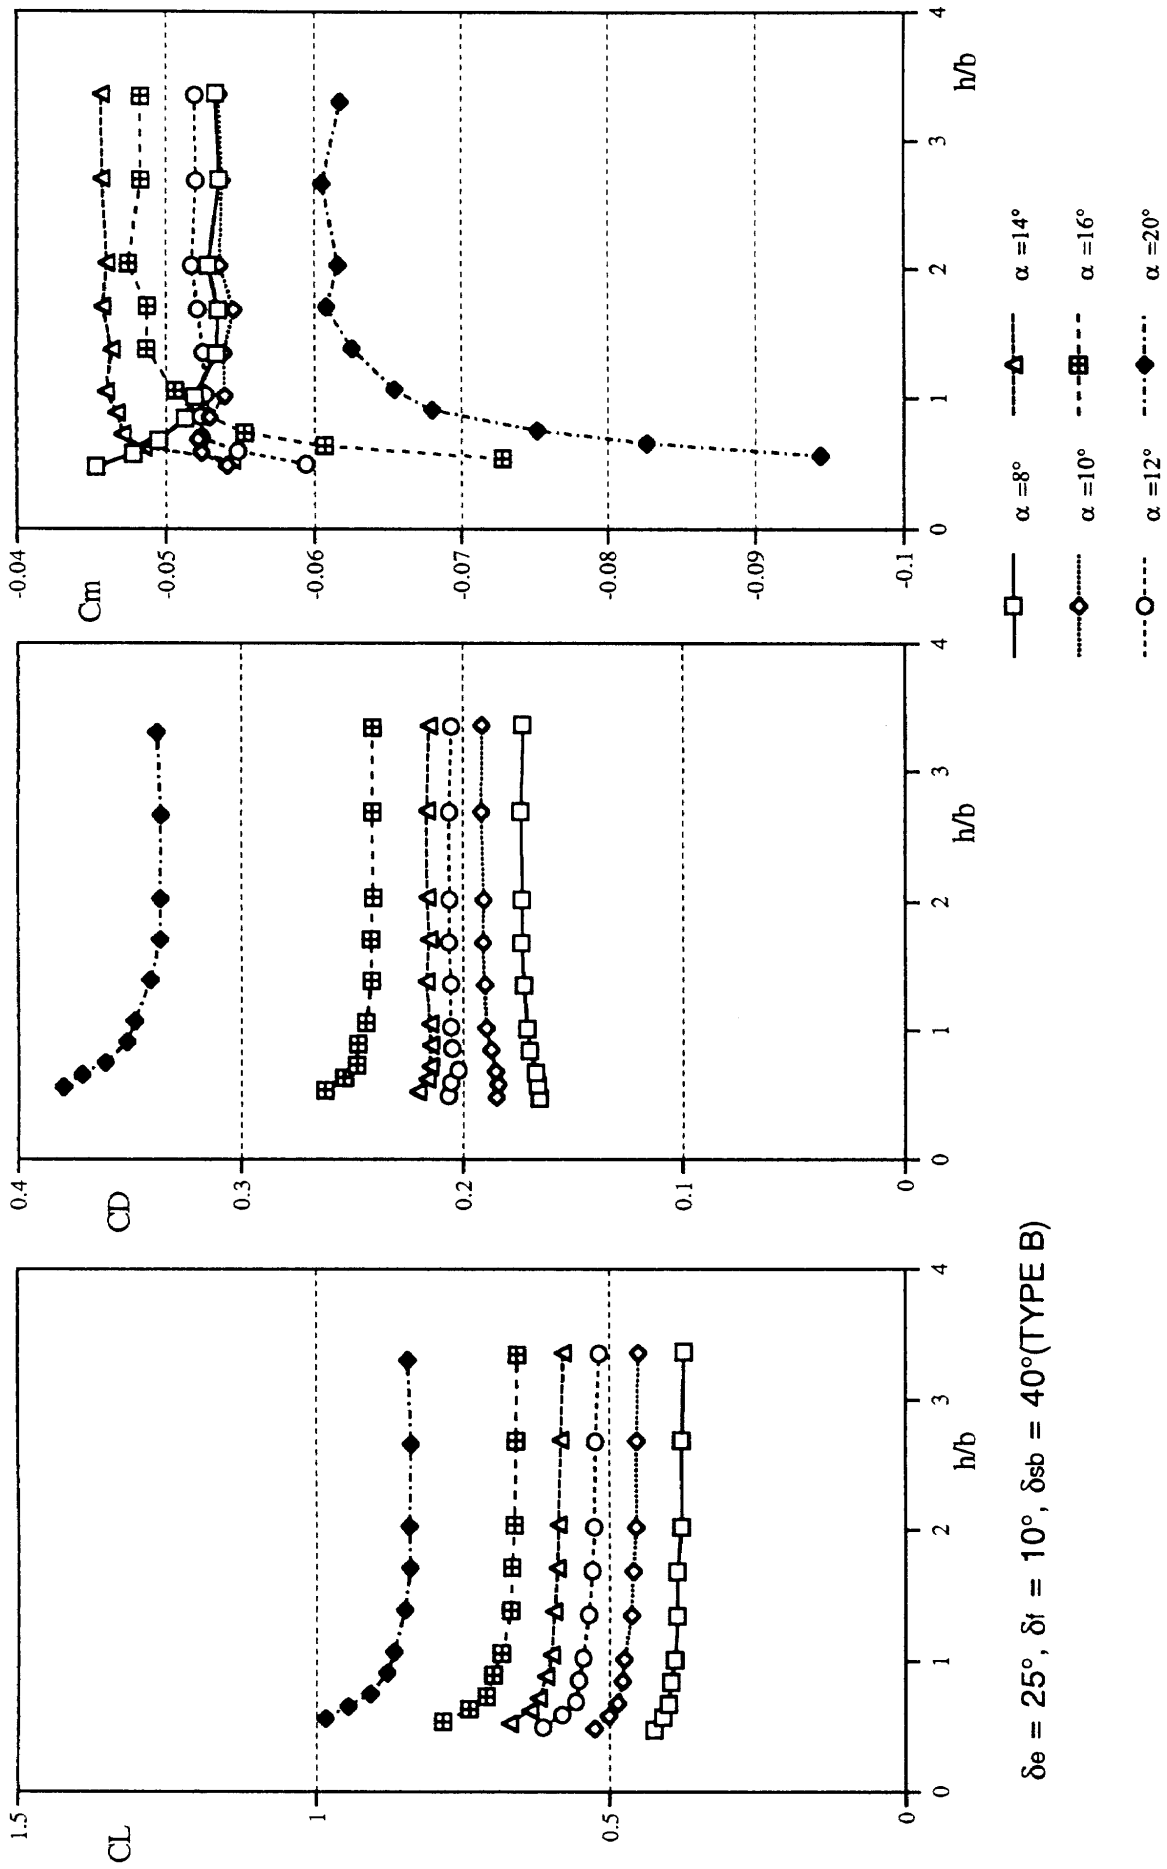 1.5
1
0.5
0
CL
0
1
2
3
4
h/b
0.4
0.3
0.2
0.1
0
CD
0
1
2
3
4
h/b
-0.04
-0.05
-0.06
-0.07
-0.08
-0.09
-0.1
Cm
0
1
2
3
4
h/b
α =8°
α =14°
α =10°
α =16°
α =12°
α =20°
δe = 25°, δf = 10°, δsb = 40°(TYPE B)